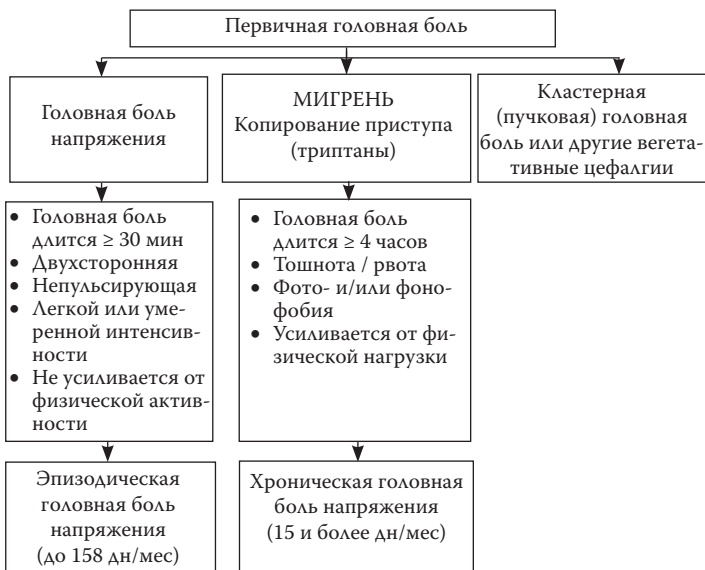 Первичная головная боль
Головная боль
напряжения
МИГРЕНЬ
Копирование приступа
(триптаны)
Кластерная
(пучковая) головная
боль или другие вегета-
тивные цефалгии
• Головная боль
длится ≥ 30 мин
• Двухсторонняя
• Непульсирующая
• Легкой или уме-
ренной интенсив-
ности
• Не усиливается от
физической актив-
ности
• Головная боль
длится ≥ 4 часов
• Тошнота / рвота
• Фото- и/или фоно-
фобия
• Усиливается от фи-
зической нагрузки
Эпизодическая
головная боль
напряжения
(до 158 дн/мес)
Хроническая головная
боль напряжения
(15 и более дн/мес)